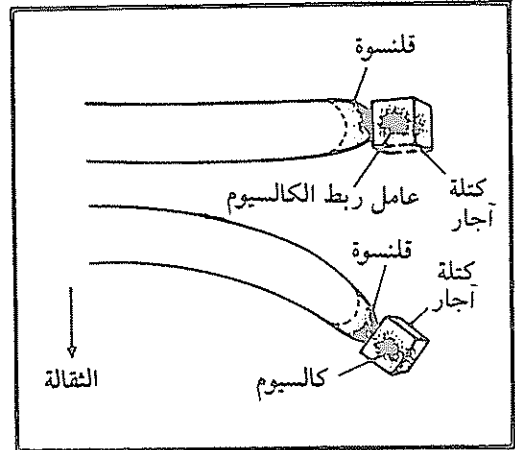 قلنسوة
كتلة
آجار
عامل ربط الكالسيوم
قلنسوة
كتلة
آجار
كالسيوم
الثقالة